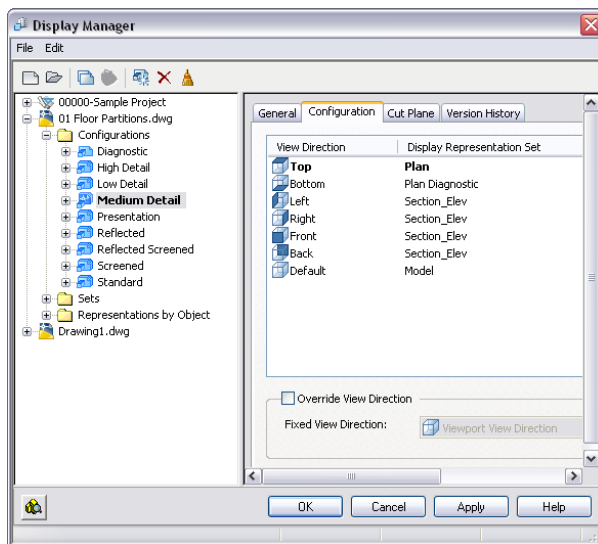 Display Manager
File Edit
00000-Sample Project
01 Floor Partitions.dwg
Configurations
Diagnostic
High Detail
Low Detail
Medium Detail
Presentation
Reflected
Reflected Screened
Screened
Standard
Sets
Representations by Object
Drawing1.dwg
General Configuration Cut Plane Version History
View Direction Display Representation Set
Top Plan
Bottom Plan Diagnostic
Left Section_Elev
Right Section_Elev
Front Section_Elev
Back Section_Elev
Default Model
Override View Direction
Fixed View Direction: Viewport View Direction
OK Cancel Apply Help